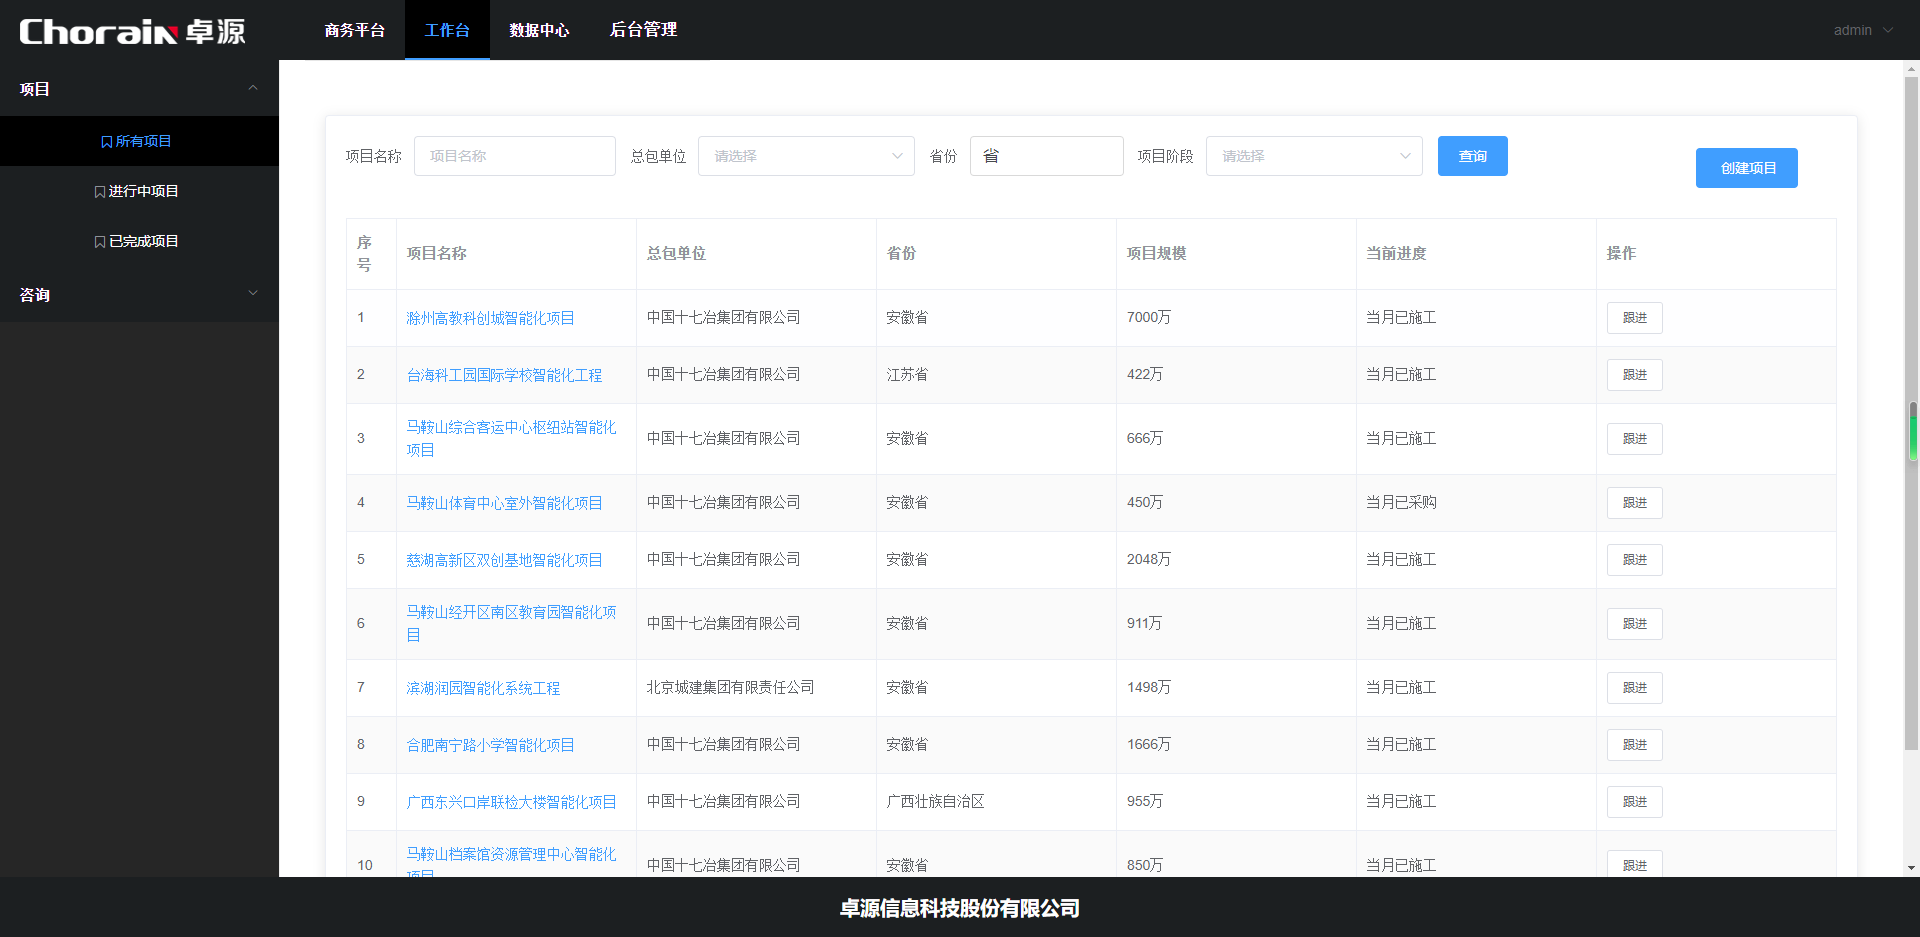 Chorain 卓源
商务平台 工作台 数据中心 后台管理 admin
项目
所有项目
进行中项目
已完成项目
咨询
项目名称 项目名称 总包单位 请选择 省份 省 项目阶段 请选择 查询 创建项目
序号 项目名称 总包单位 省份 项目规模 当前进度 操作
1 滁州高教科创城智能化项目 中国十七冶集团有限公司 安徽省 7000万 当月已施工 跟进
2 台海科工园国际学校智能化工程 中国十七冶集团有限公司 江苏省 422万 当月已施工 跟进
3 马鞍山综合客运中心枢纽站智能化
项目 中国十七冶集团有限公司 安徽省 666万 当月已施工 跟进
4 马鞍山体育中心室外智能化项目 中国十七冶集团有限公司 安徽省 450万 当月已采购 跟进
5 慈湖高新区双创基地智能化项目 中国十七冶集团有限公司 安徽省 2048万 当月已施工 跟进
6 马鞍山经开区南区教育园智能化项
目 中国十七冶集团有限公司 安徽省 911万 当月已施工 跟进
7 滨湖润园智能化系统工程 北京城建集团有限责任公司 安徽省 1498万 当月已施工 跟进
8 合肥南宁路小学智能化项目 中国十七冶集团有限公司 安徽省 1666万 当月已施工 跟进
9 广西东兴口岸联检大楼智能化项目 中国十七冶集团有限公司 广西壮族自治区 955万 当月已施工 跟进
10 马鞍山档案馆资源管理中心智能化
项目 中国十七冶集团有限公司 安徽省 850万 当月已施工 跟进
卓源信息科技股份有限公司